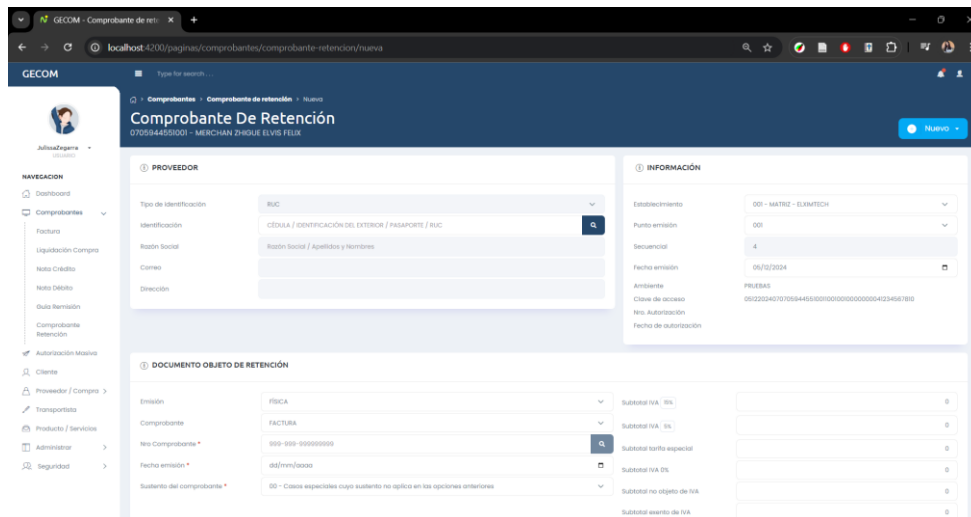 GECOM - Comprobante de rete
localhost:4200/paginas/comprobantes/comprobante-retencion/nueva
GECOM
Type for search . . .
JulissaZegarra
USUARIO
NAVEGACION
Dashboard
Comprobantes
Factura
Liquidación Compra
Nota Crédito
Nota Débito
Guía Remisión
Comprobante
Retención
Autorización Masiva
Cliente
Proveedor / Compra
Transportista
Producto / Servicios
Administrar
Seguridad
Comprobantes › Comprobante de retención › Nuevo
Comprobante De Retención
0705944551001 - MERCHAN ZHIGUE ELVIS FELIX
Nuevo
PROVEEDOR
Tipo de identificación RUC
Identificación CÉDULA / IDENTIFICACIÓN DEL EXTERIOR / PASAPORTE / RUC
Razón Social Razón Social / Apellidos y Nombres
Correo
Dirección
INFORMACIÓN
Establecimiento 001 - MATRIZ - ELXIMTECH
Punto emisión 001
Secuencial 4
Fecha emisión 05/12/2024
Ambiente PRUEBAS
Clave de acceso
Nro. Autorización
Fecha de autorización
DOCUMENTO OBJETO DE RETENCIÓN
Emisión FÍSICA
Comprobante FACTURA
Nro Comprobante * 999-999-999999999
Fecha emisión * dd/mm/aaaa
Sustento del comprobante * 00 - Casos especiales cuyo sustento no aplica en las opciones anteriores
Subtotal IVA 15% 0
Subtotal IVA 5% 0
Subtotal tarifa especial 0
Subtotal IVA 0% 0
Subtotal no objeto de IVA 0
Subtotal exento de IVA 0